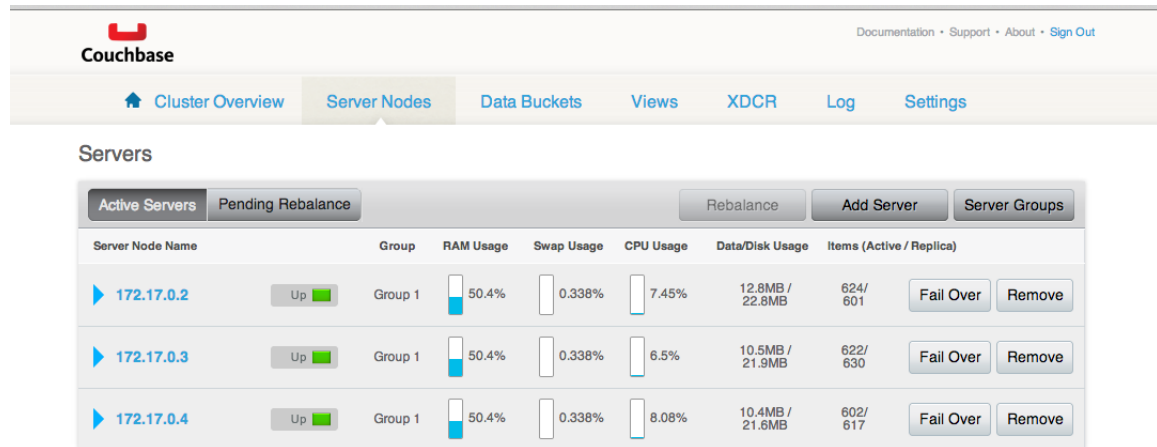 Couchbase
Documentation • Support • About • Sign Out
Cluster Overview Server Nodes Data Buckets Views XDCR Log Settings
Servers
Active Servers Pending Rebalance Rebalance Add Server Server Groups
Server Node Name Group RAM Usage Swap Usage CPU Usage Data/Disk Usage Items (Active / Replica)
172.17.0.2 Up Group 1 50.4% 0.338% 7.45% 12.8MB / 624/ Fail Over Remove
22.8MB 601
172.17.0.3 Up Group 1 50.4% 0.338% 6.5% 10.5MB / 622/ Fail Over Remove
21.9MB 630
172.17.0.4 Up Group 1 50.4% 0.338% 8.08% 10.4MB / 602/ Fail Over Remove
21.6MB 617